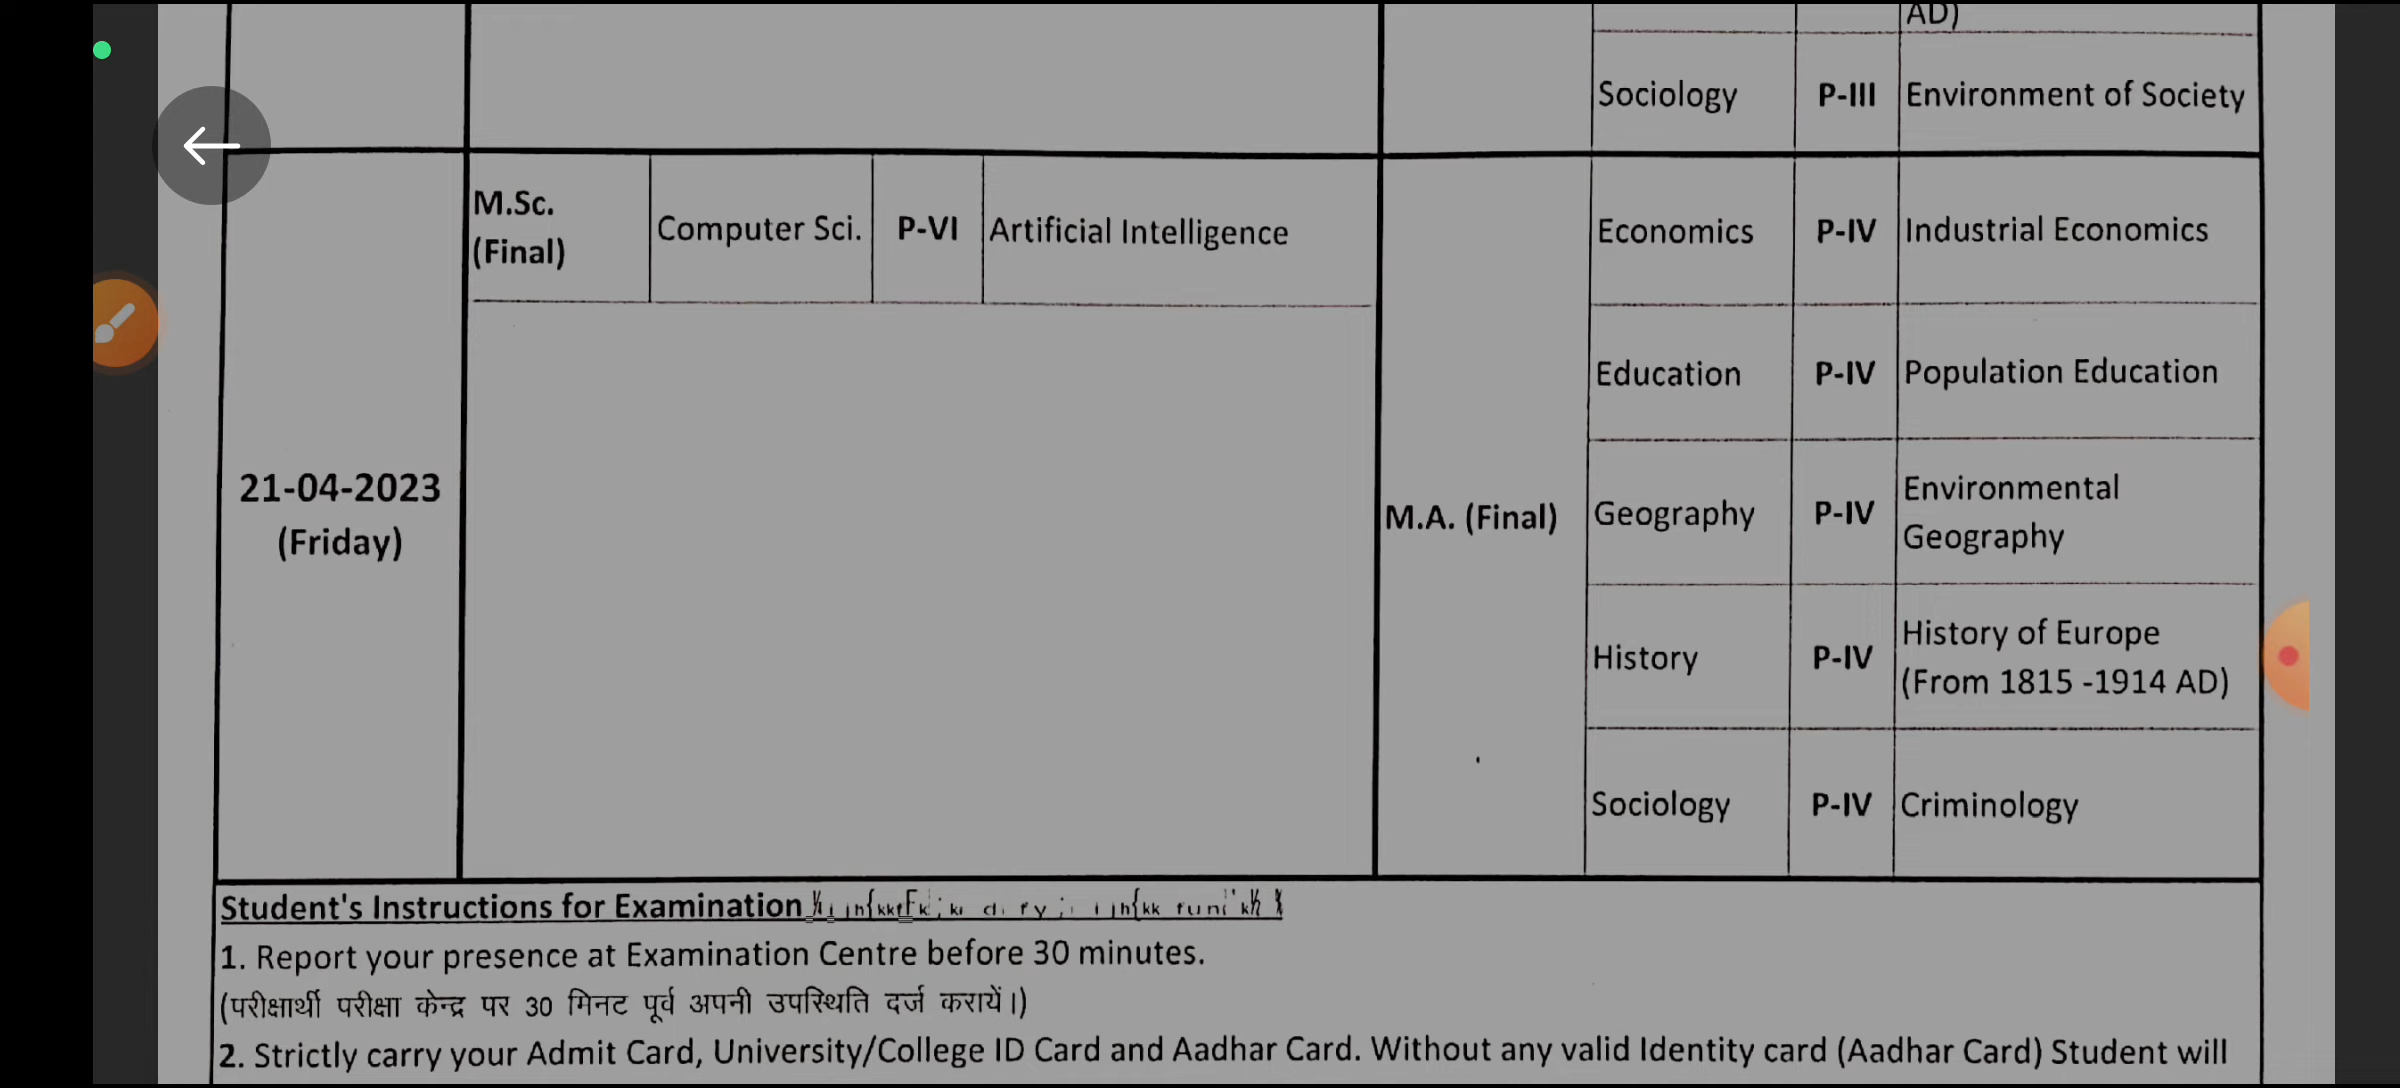 AD)
Sociology P-III Environment of Society
M.Sc.
(Final)
Computer Sci. P-VI Artificial Intelligence
Economics P-IV Industrial Economics
Education P-IV Population Education
21-04-2023
(Friday)
M.A. (Final)
Geography P-IV Environmental
Geography
History P-IV History of Europe
(From 1815 -1914 AD)
Sociology P-IV Criminology
Student's Instructions for Examination
1. Report your presence at Examination Centre before 30 minutes.
(परीक्षार्थी परीक्षा केन्द्र पर 30 मिनट पूर्व अपनी उपस्थिति दर्ज करायें।)
2. Strictly carry your Admit Card, University/College ID Card and Aadhar Card. Without any valid Identity card (Aadhar Card) Student will